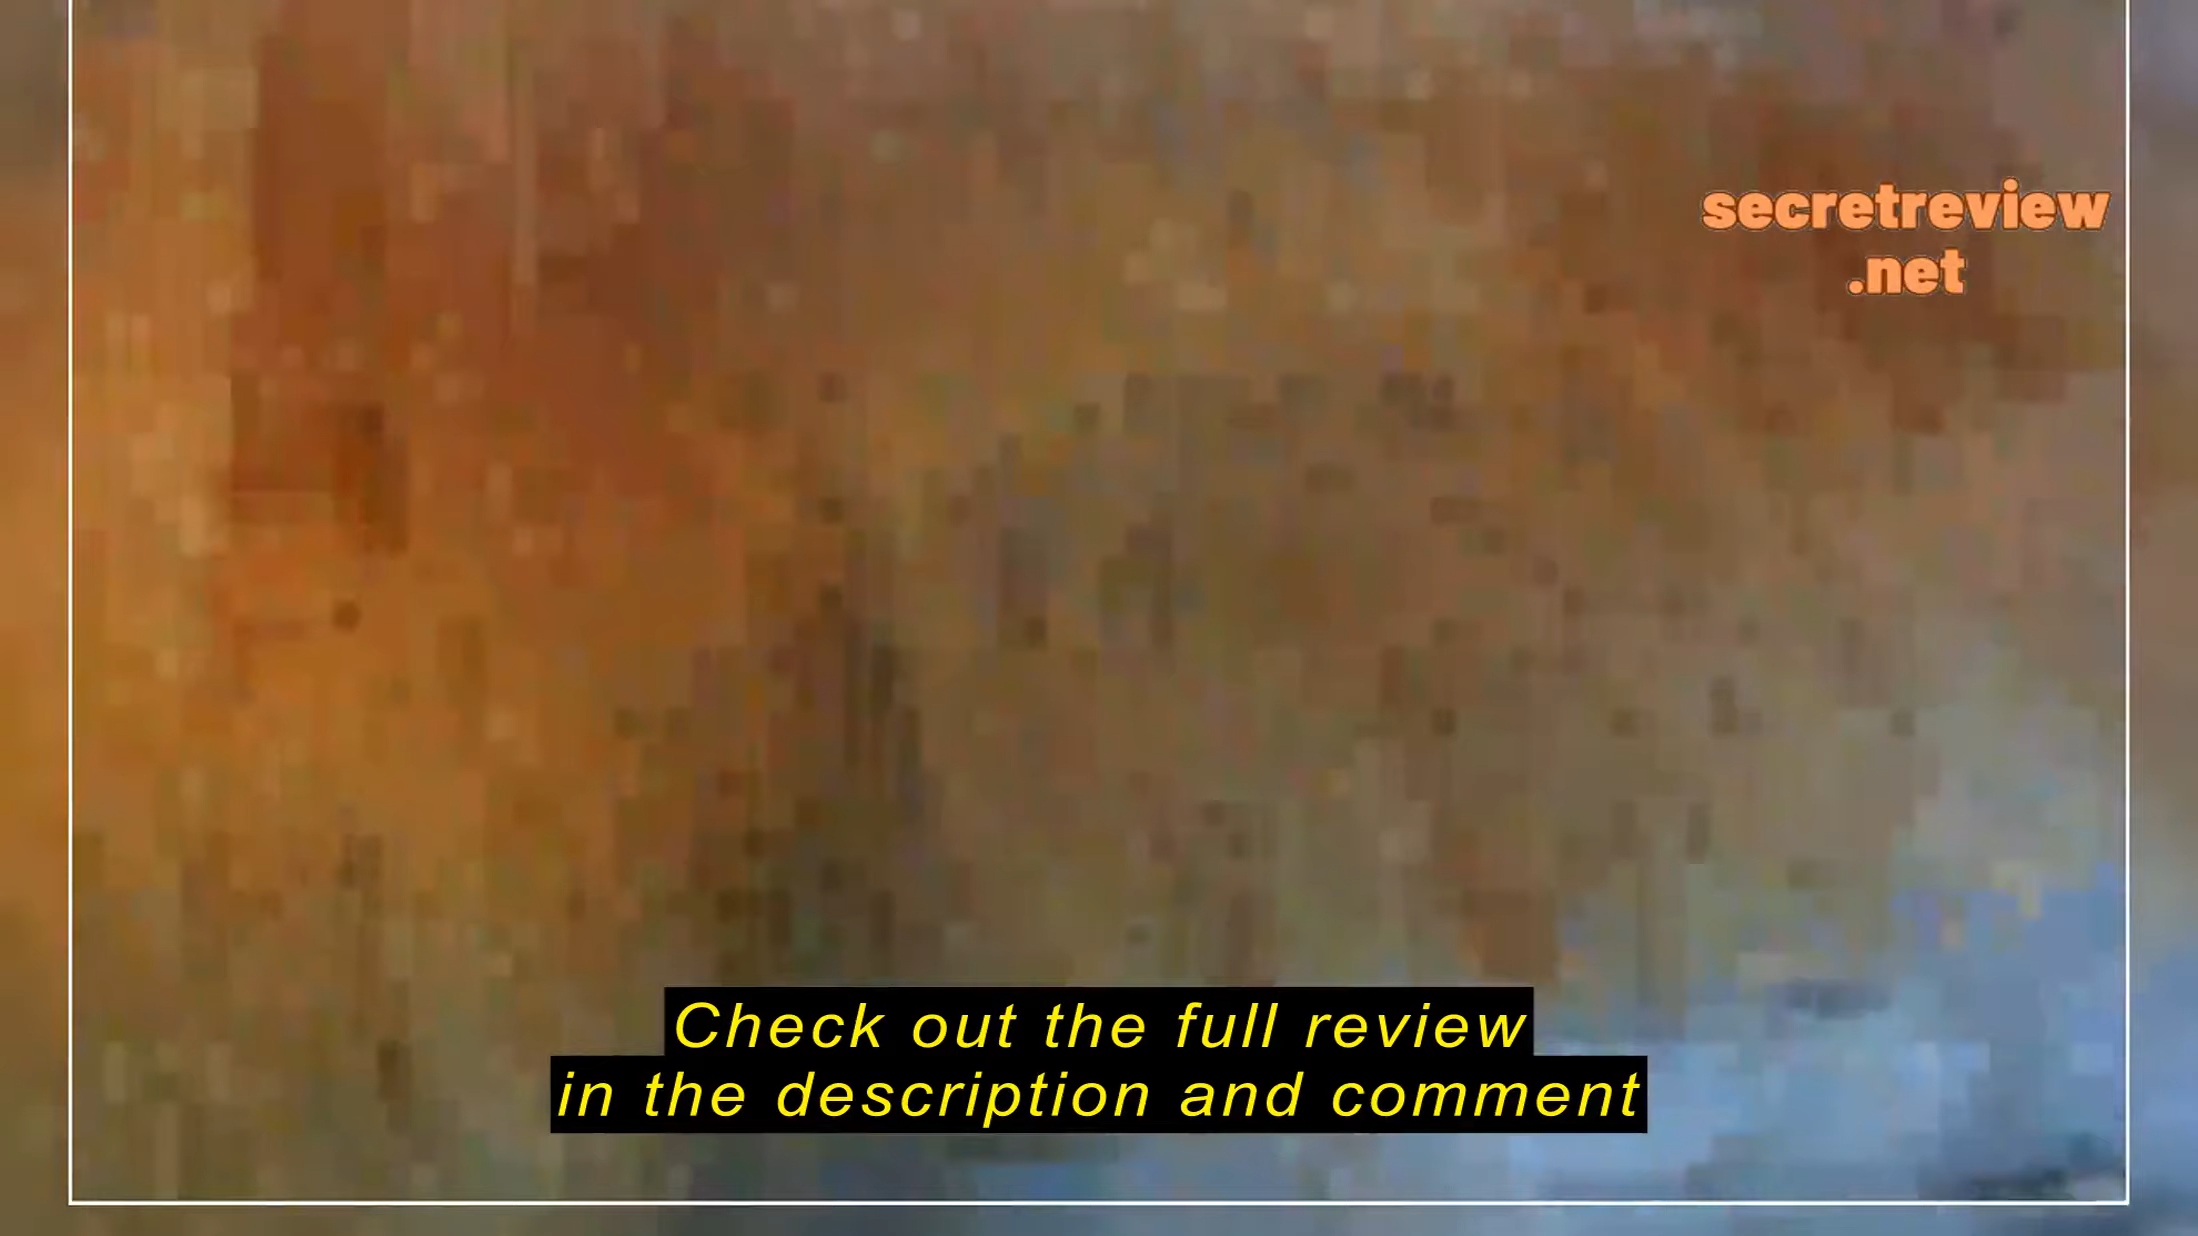 secretreview
.net
Check out the full review
in the description and comment